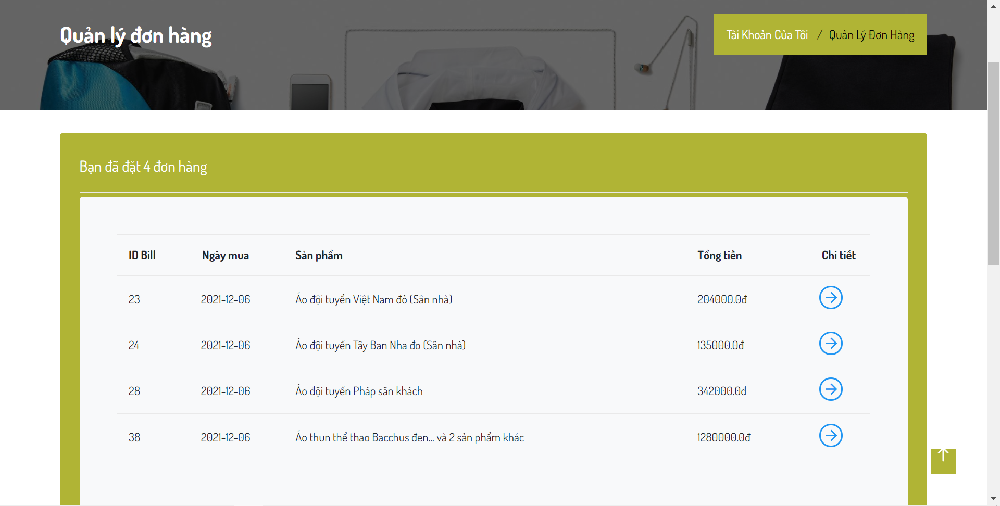 Quản lý đơn hàng
Tài Khoản Của Tôi / Quản Lý Đơn Hàng
Bạn đã đặt 4 đơn hàng
ID Bill Ngày mua Sản phẩm Tổng tiền Chi tiết
23 2021-12-06 Áo đội tuyển Việt Nam đỏ (Sân nhà) 204000.0đ
24 2021-12-06 Áo đội tuyển Tây Ban Nha đo (Sân nhà) 135000.0đ
28 2021-12-06 Áo đội tuyển Pháp sân khách 342000.0đ
38 2021-12-06 Áo thun thể thao Bacchus đen... và 2 sản phẩm khác 1280000.0đ